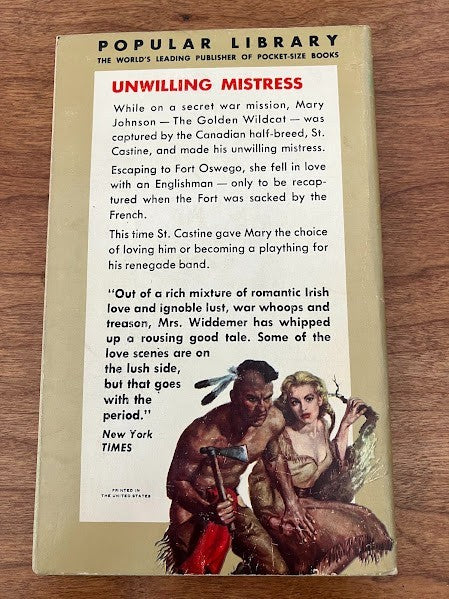 POPULAR LIBRARY
THE WORLD'S LEADING PUBLISHER OF POCKET-SIZE BOOKS
UNWILLING MISTRESS
While on a secret war mission, Mary
Johnson — The Golden Wildcat — was
captured by the Canadian half-breed, St.
Castine, and made his unwilling mistress.
Escaping to Fort Oswego, she fell in love
with an Englishman — only to be recap-
tured when the Fort was sacked by the
French.
This time St. Castine gave Mary the choice
of loving him or becoming a plaything for
his renegade band.
"Out of a rich mixture of romantic Irish
love and ignoble lust, war whoops and
treason, Mrs. Widdemer has whipped
up a rousing good tale. Some of the
love scenes are on
the lush side,
but that goes
with the
period."
New York
TIMES
PRINTED IN
THE UNITED STATES